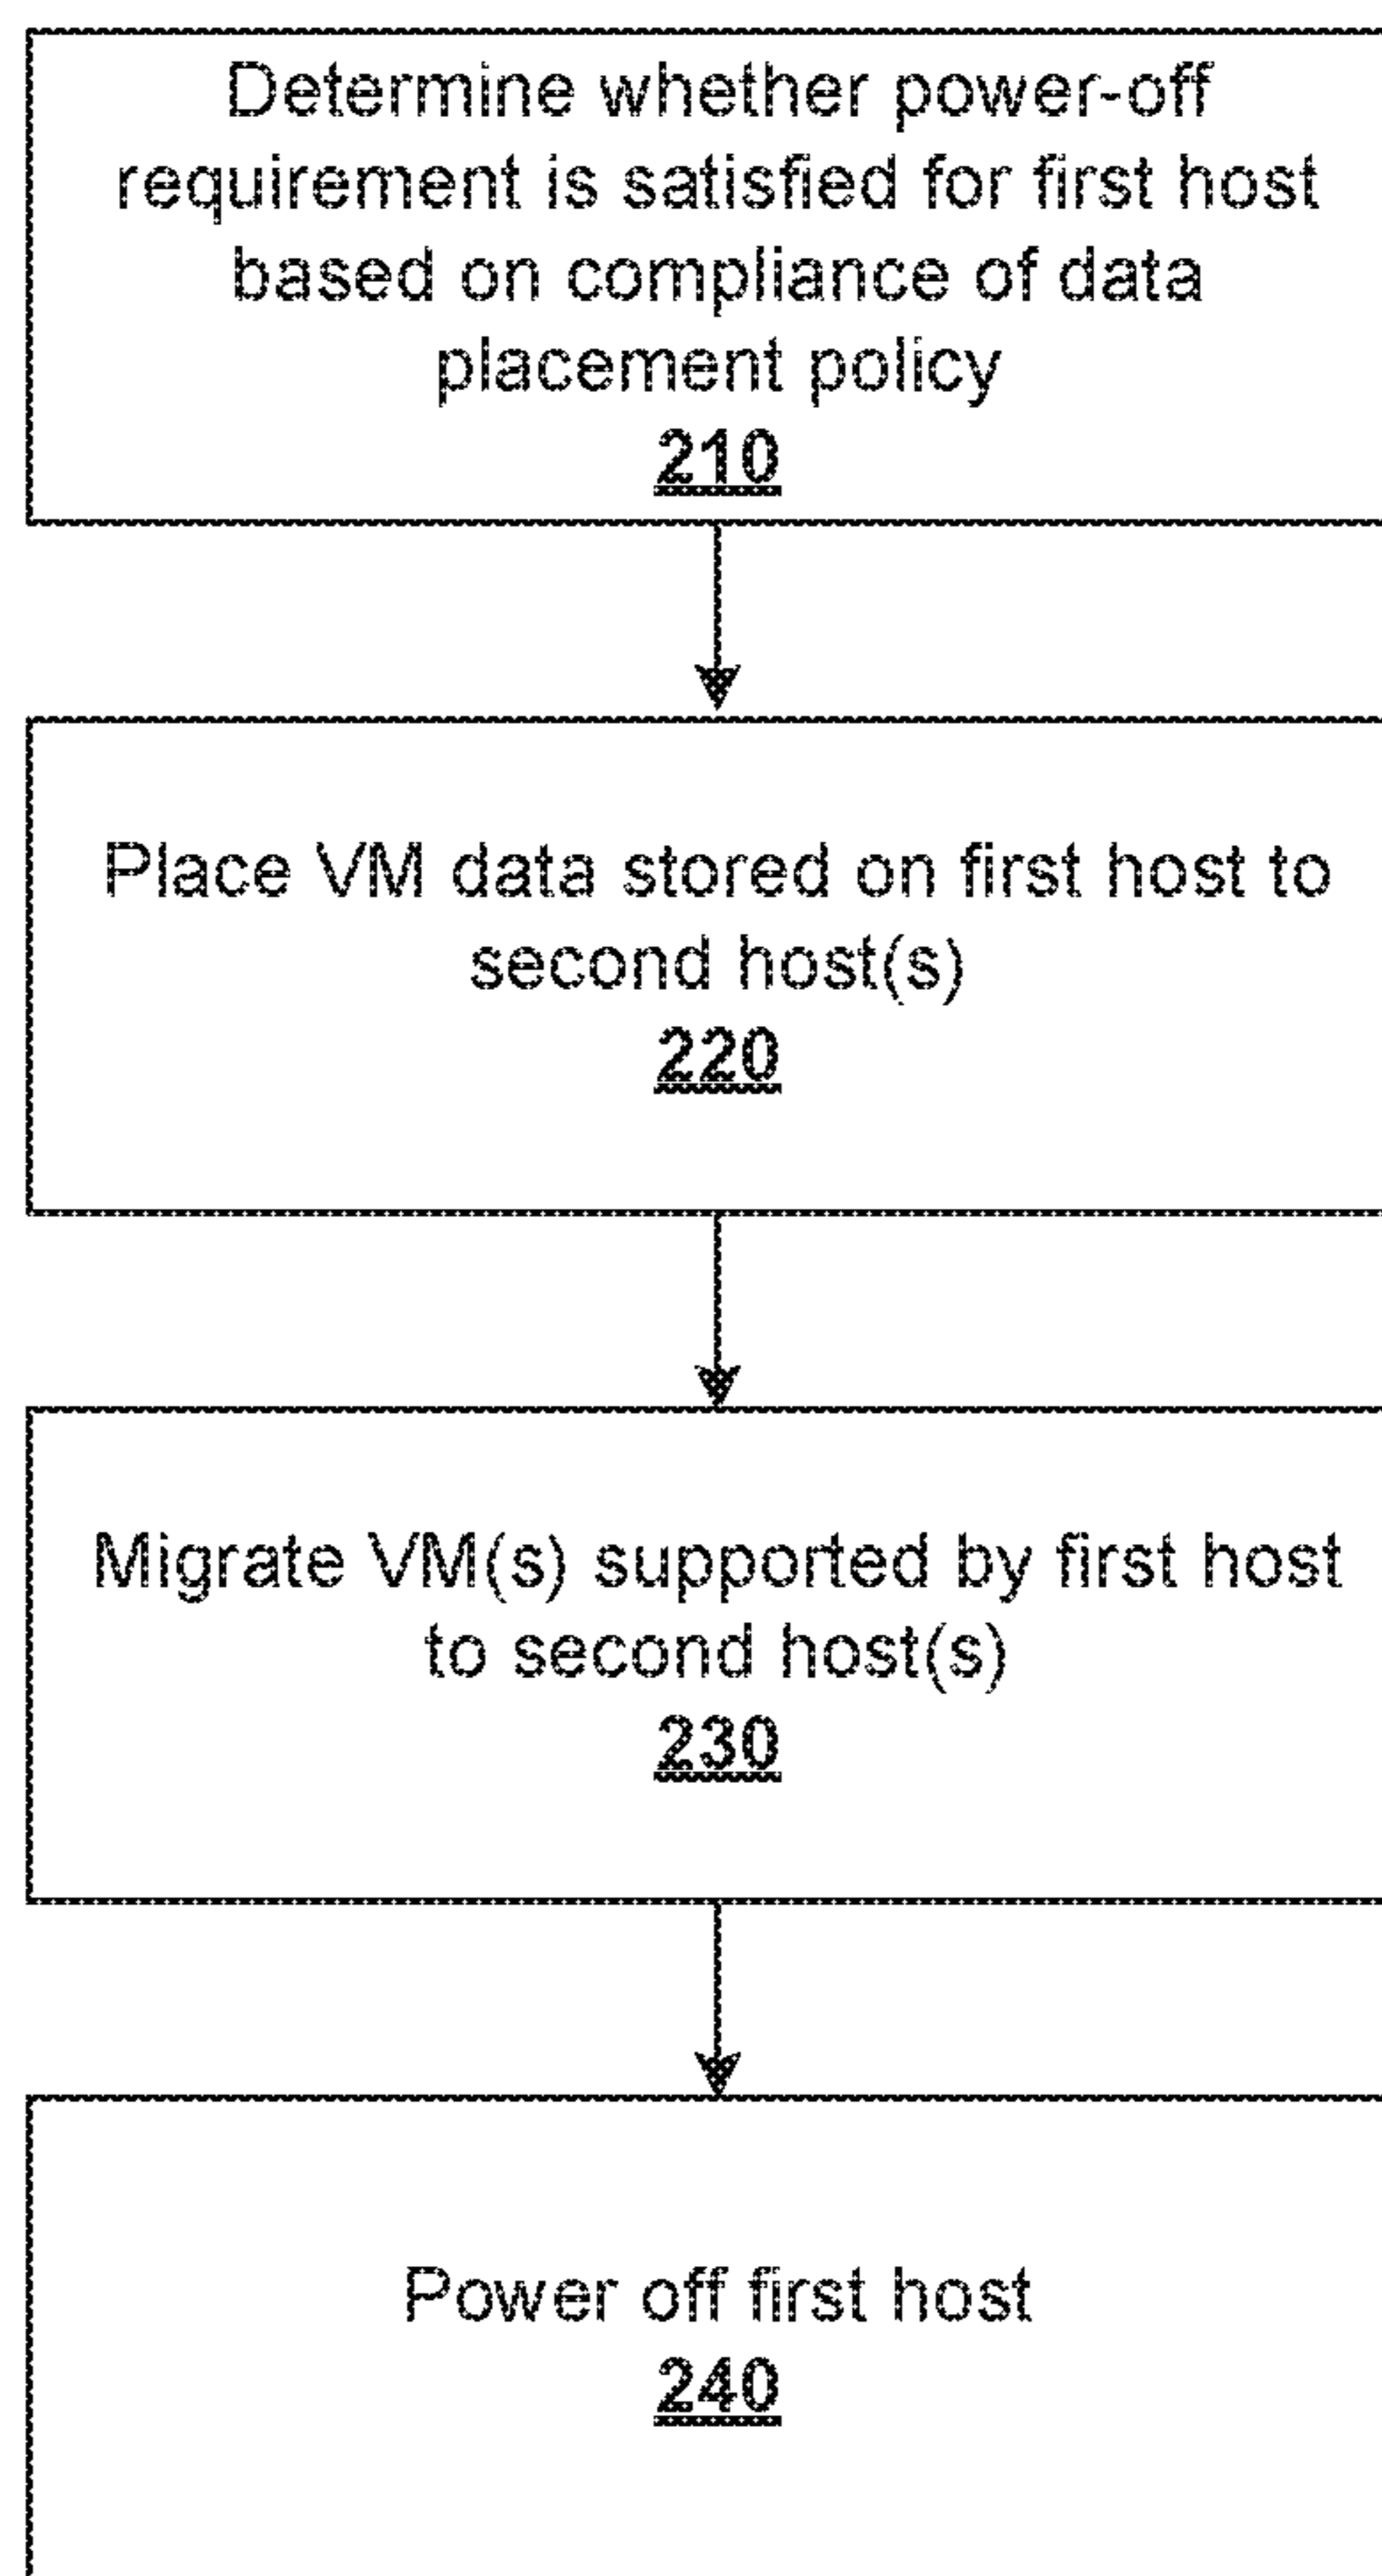 Determine whether power-off
requirement is satisfied for first host
based on compliance of data
placement policy
210
Place VM data stored on first host to
second host(s)
220
Migrate VM(s) supported by first host
to second host(s)
230
Power off first host
240